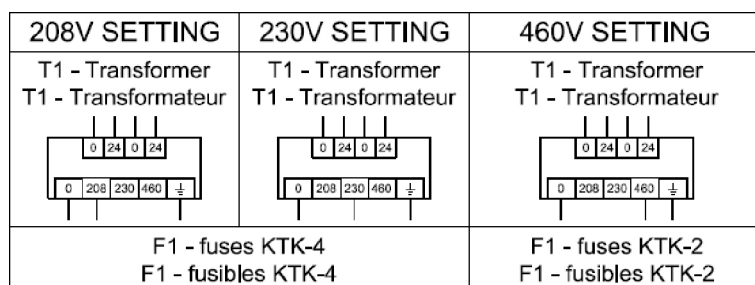 208V SETTING
230V SETTING
460V SETTING
T1 - Transformer
T1 - Transformateur
0 24 0 24
0 208 230 460
T1 - Transformer
T1 - Transformateur
0 24 0 24
0 208 230 460
T1 - Transformer
T1 - Transformateur
0 24 0 24
0 208 230 460
F1 - fuses KTK-4
F1 - fusibles KTK-4
F1 - fuses KTK-2
F1 - fusibles KTK-2